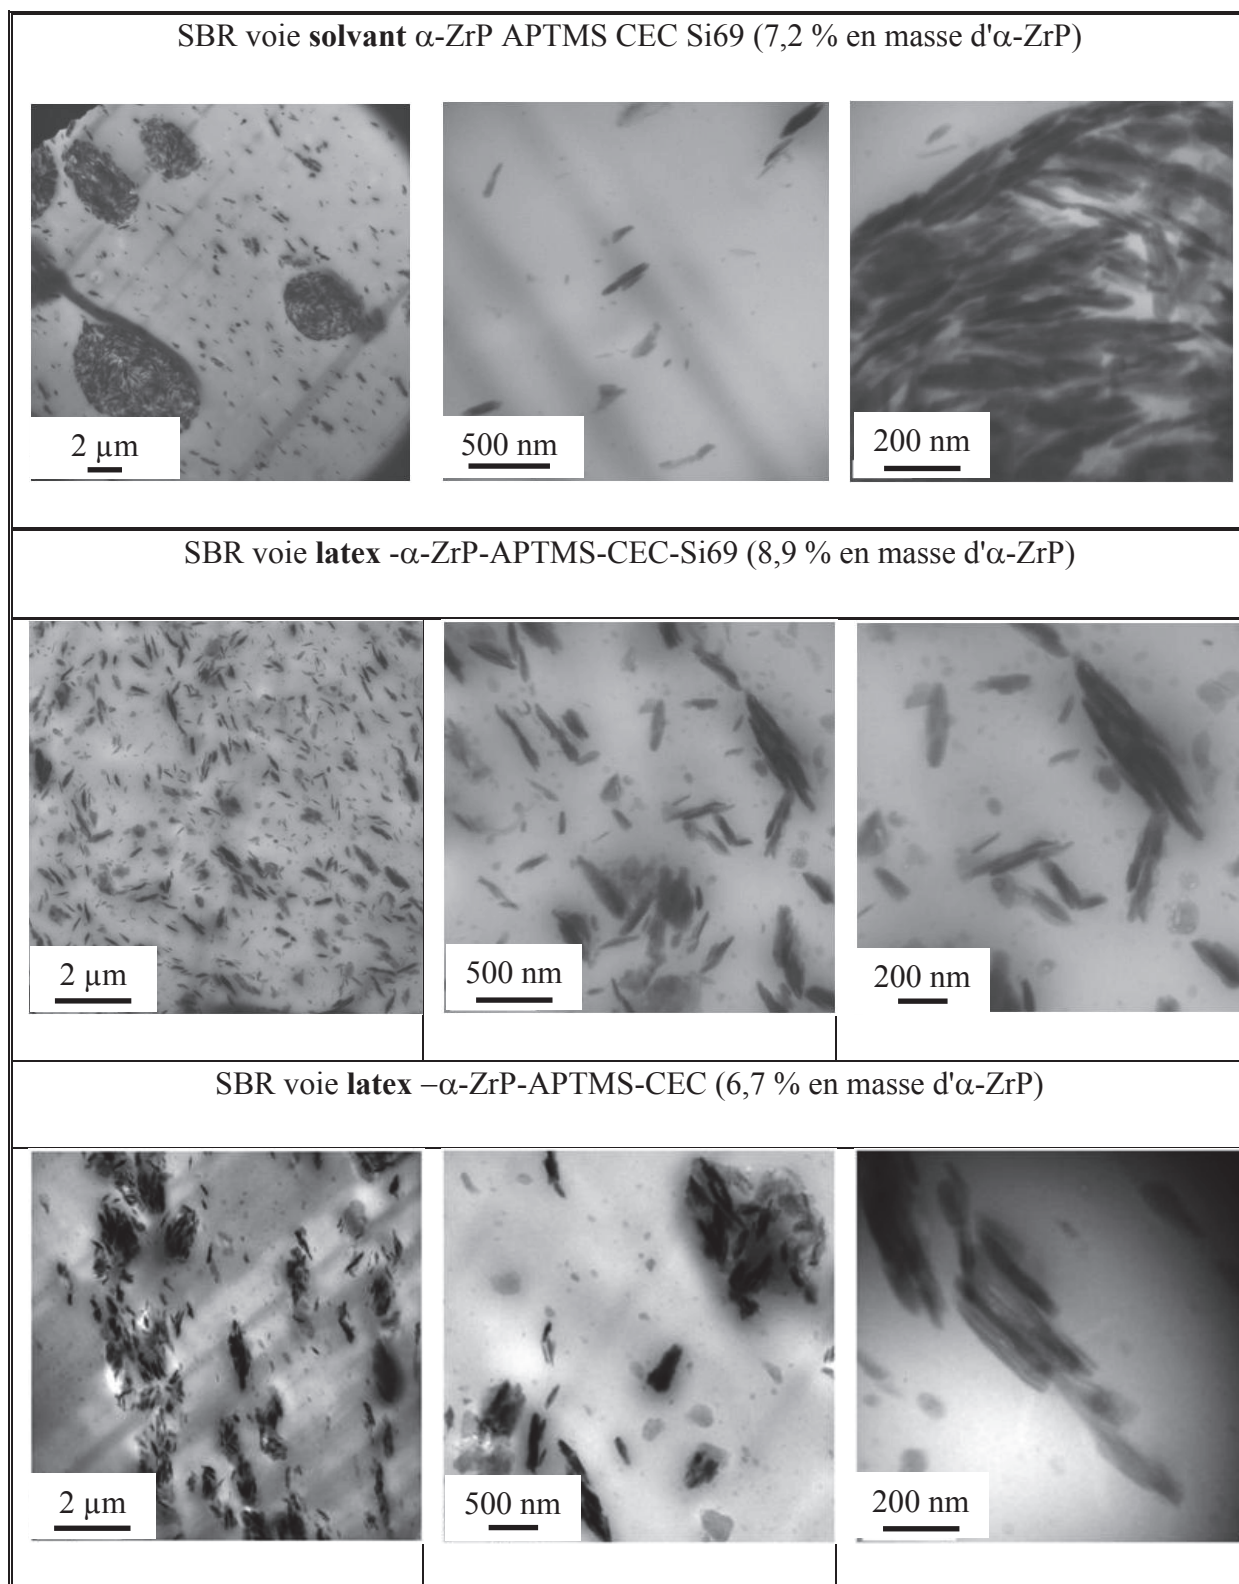 SBR voie solvant α-ZrP APTMS CEC Si69 (7,2 % en masse d'α-ZrP)
2 µm
500 nm
200 nm
SBR voie latex -α-ZrP-APTMS-CEC-Si69 (8,9 % en masse d'α-ZrP)
2 µm
500 nm
200 nm
SBR voie latex –α-ZrP-APTMS-CEC (6,7 % en masse d'α-ZrP)
2 µm
500 nm
200 nm